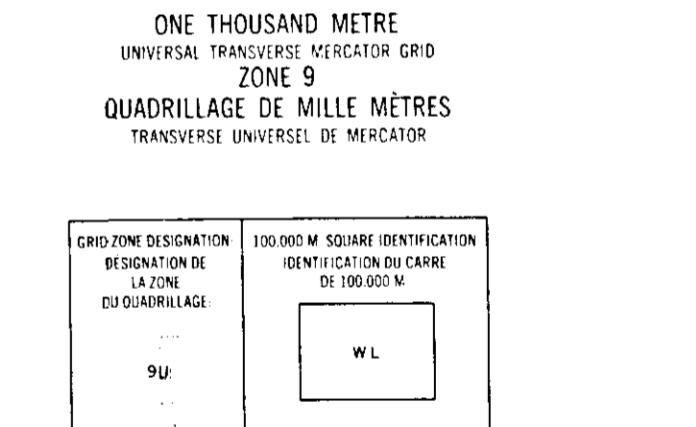 ONE THOUSAND METRE
UNIVERSAL TRANSVERSE MERCATOR GRID
ZONE 9
QUADRILLAGE DE MILLE MÈTRES
TRANSVERSE UNIVERSEL DE MERCATOR
GRID ZONE DESIGNATION:
DÉSIGNATION DE
LA ZONE
DU QUADRILLAGE:
9U
100.000 M. SQUARE IDENTIFICATION
IDENTIFICATION DU CARRE
DE 100.000 M.
WL